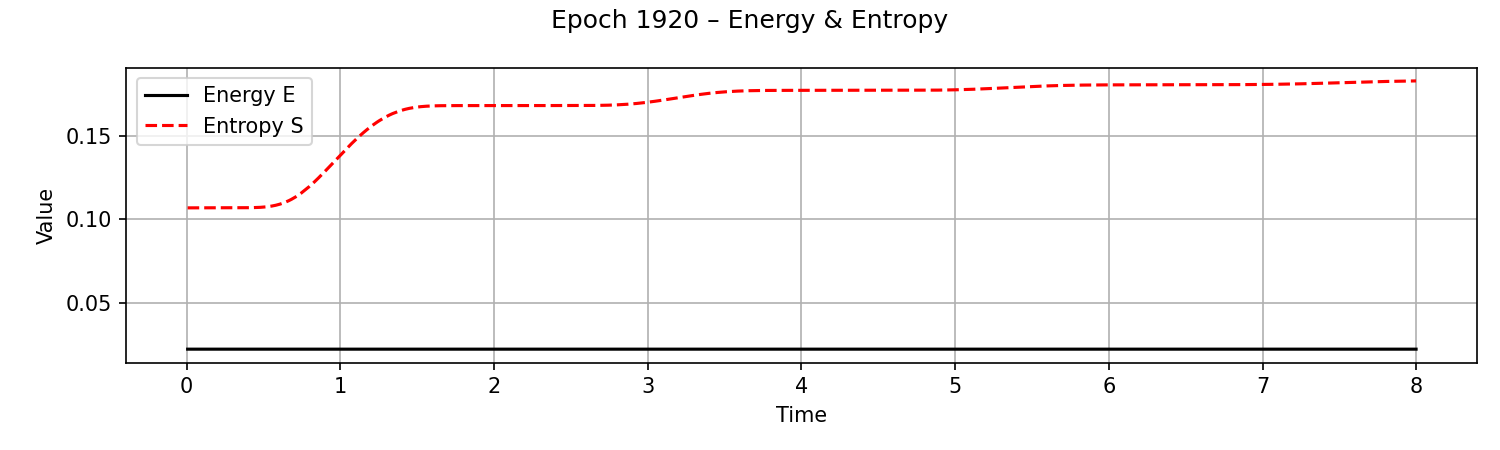 Epoch 1920 – Energy & Entropy
Energy E
Entropy S
Value
0.15
0.10
0.05
0 1 2 3 4 5 6 7 8
Time